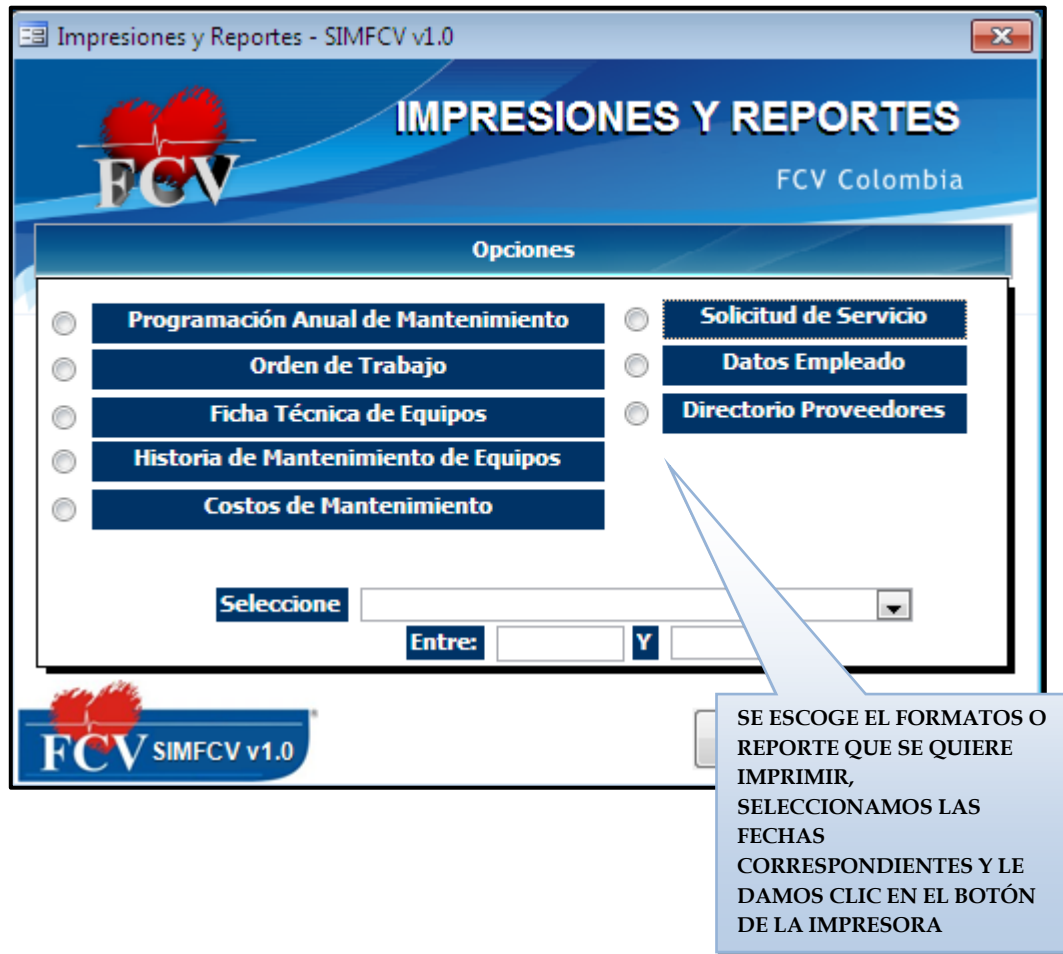 Impresiones y Reportes - SIMFCV v1.0
IMPRESIONES Y REPORTES
FCV
FCV Colombia
Opciones
Programación Anual de Mantenimiento
Solicitud de Servicio
Orden de Trabajo
Datos Empleado
Ficha Técnica de Equipos
Directorio Proveedores
Historia de Mantenimiento de Equipos
Costos de Mantenimiento
Seleccione
Entre: Y
FCV SIMFCV v1.0
SE ESCOGE EL FORMATOS O
REPORTE QUE SE QUIERE
IMPRIMIR,
SELECCIONAMOS LAS
FECHAS
CORRESPONDIENTES Y LE
DAMOS CLIC EN EL BOTÓN
DE LA IMPRESORA